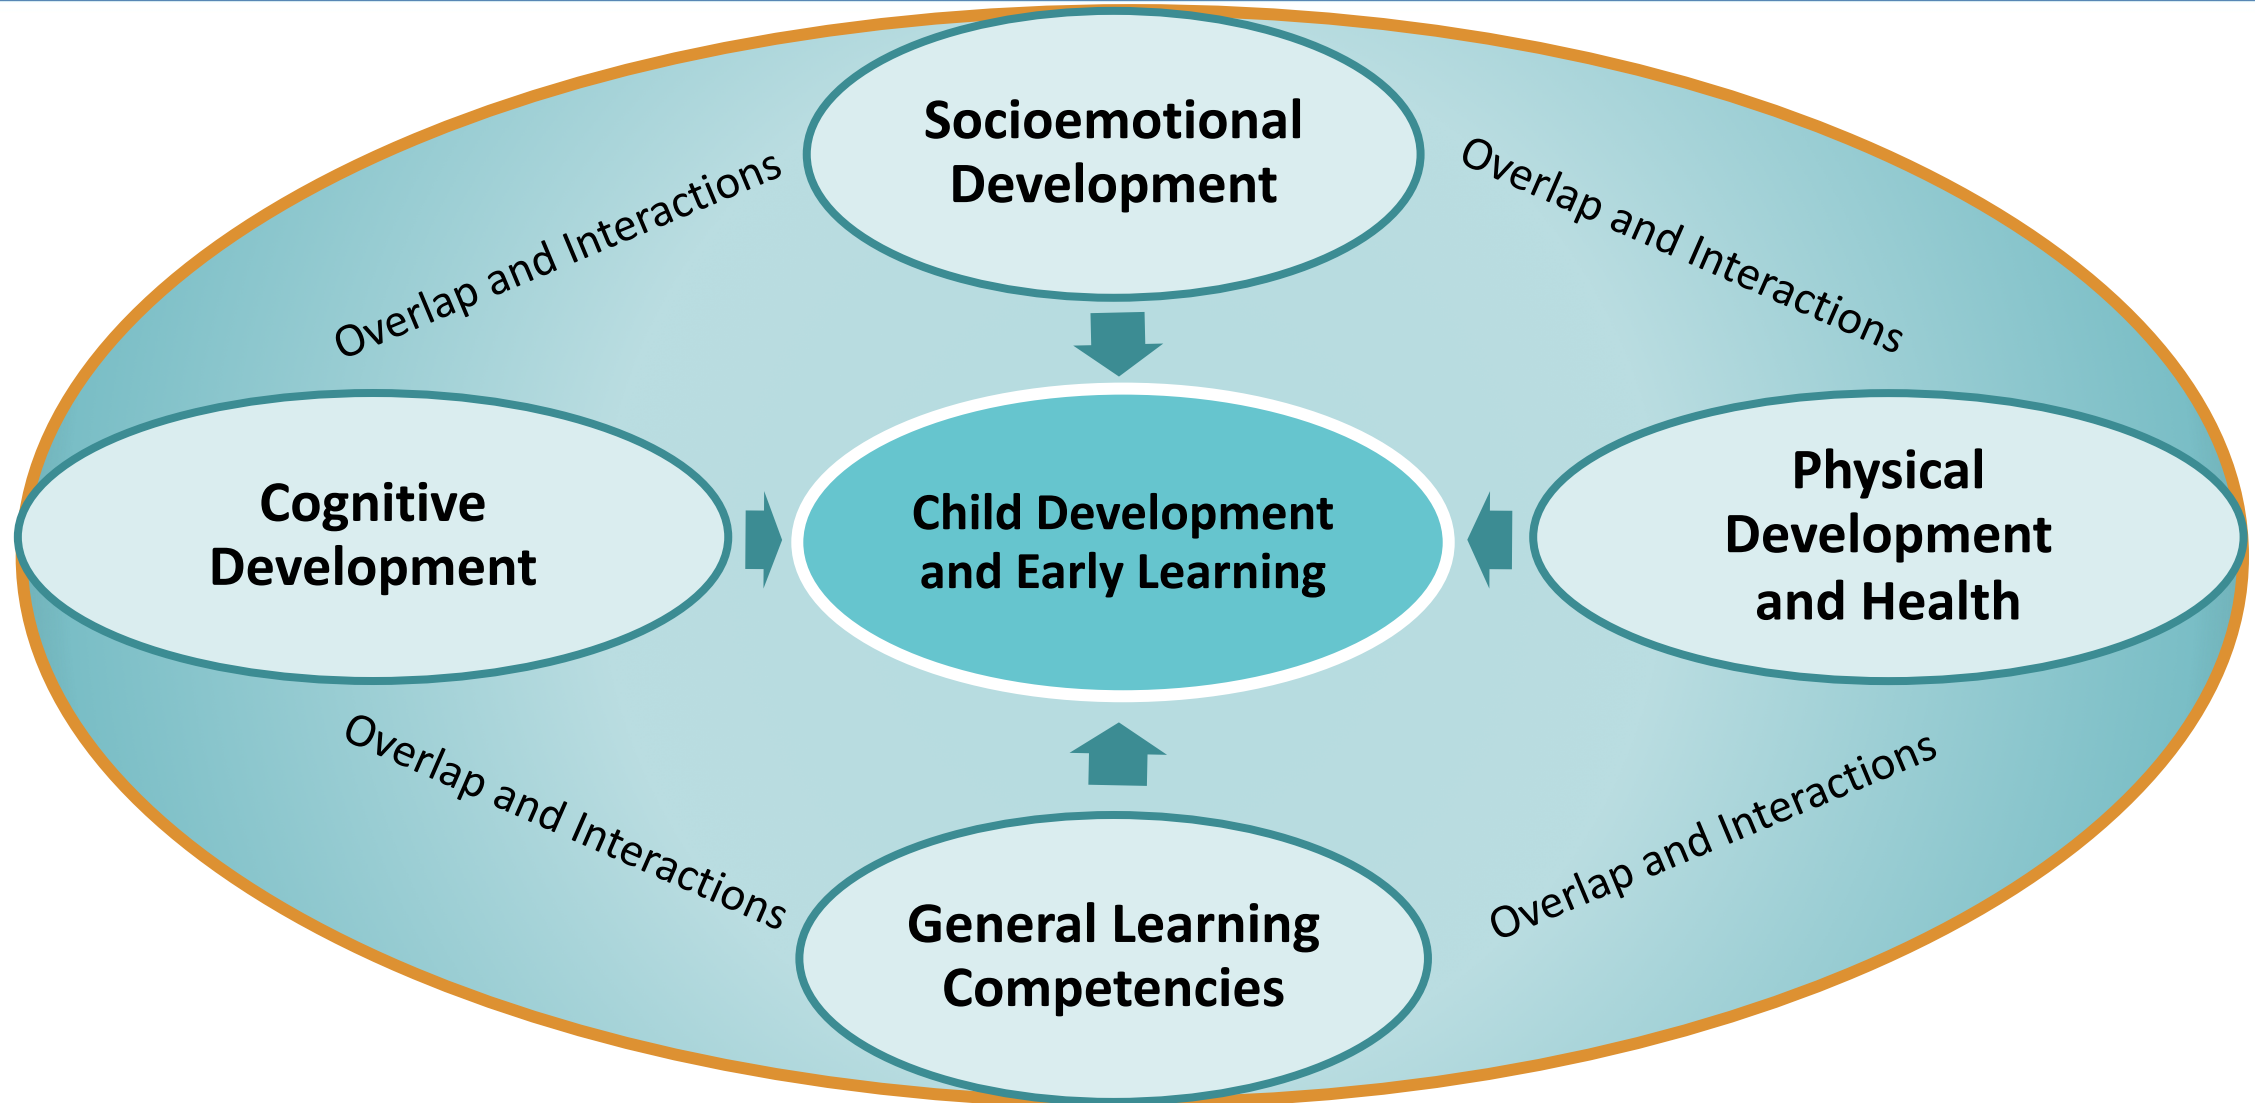 Socioemotional
Development
Overlap and Interactions
Overlap and Interactions
Cognitive
Development
Child Development
and Early Learning
Physical
Development
and Health
Overlap and Interactions
Overlap and Interactions
General Learning
Competencies